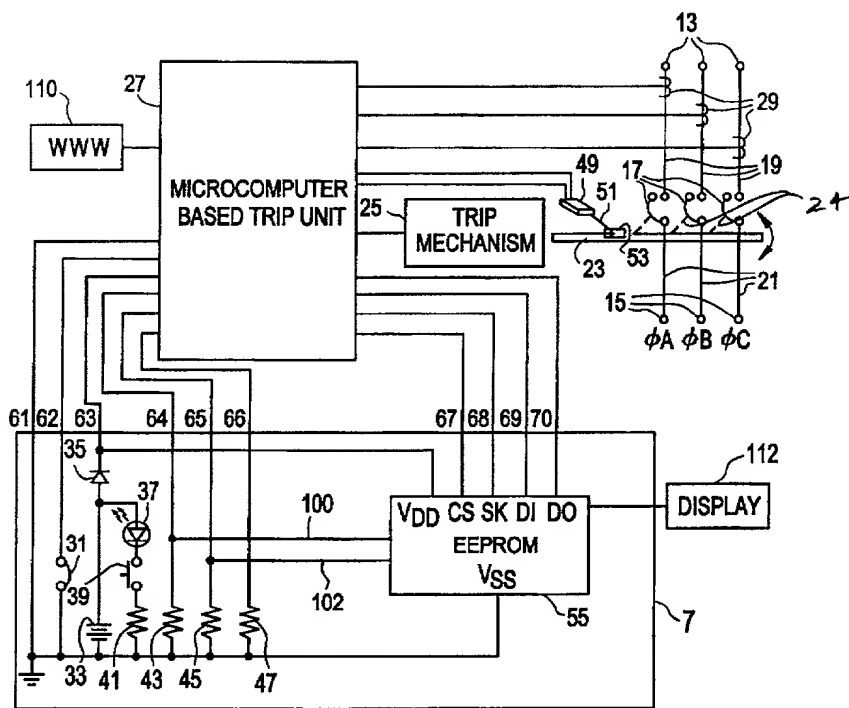 13
110
27
29
WWW
49
17
19
51
24
MICROCOMPUTER
BASED TRIP UNIT
25
TRIP
MECHANISM
23
53
15
21
φA φB φC
61 62 63 64 65 66 67 68 69 70
35
112
37
DISPLAY
100
VDD CS SK DI DO
EEPROM
VSS
31
39
102
55
7
33 41 43 45 47